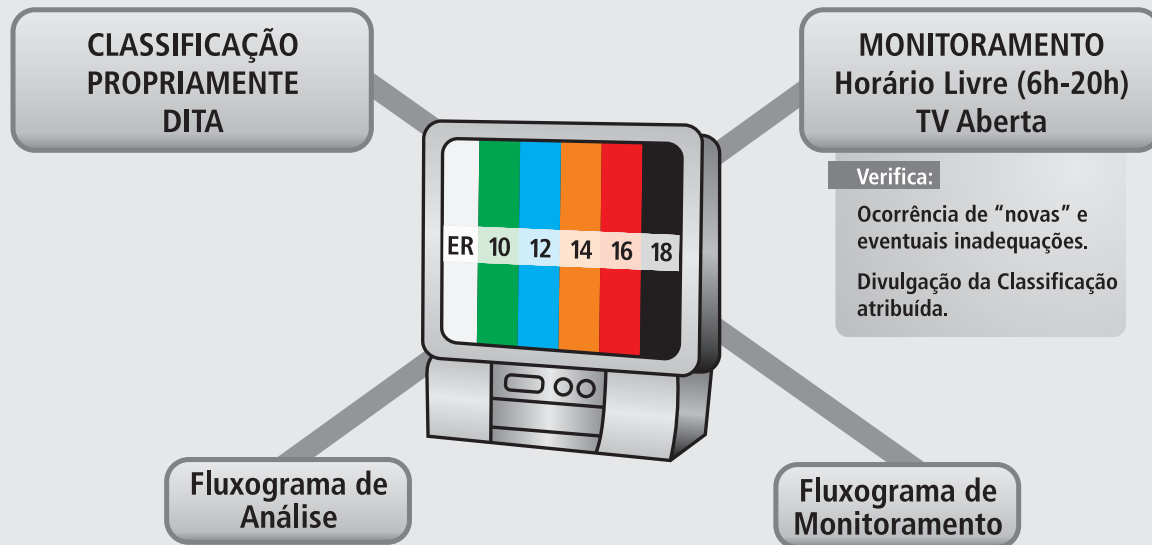 CLASSIFICAÇÃO
PROPRIAMENTE
DITA
MONITORAMENTO
Horário Livre (6h-20h)
TV Aberta
Verifica:
Ocorrência de “novas” e
eventuais inadequações.
Divulgação da Classificação
atribuída.
ER 10 12 14 16 18
Fluxograma de
Análise
Fluxograma de
Monitoramento